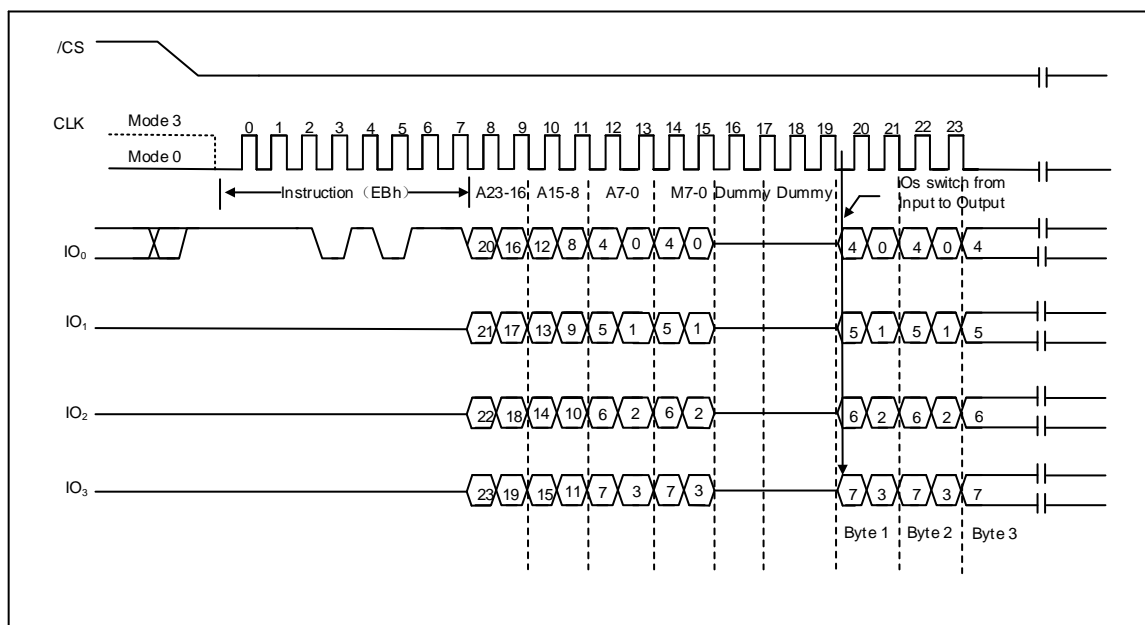 /CS
CLK
Mode 3
Mode 0
0 1 2 3 4 5 6 7 8 9 10 11 12 13 14 15 16 17 18 19 20 21 22 23
Instruction（EBh） A23-16 A15-8 A7-0 M7-0 Dummy Dummy
IOs switch from
Input to Output
IO0 20 16 12 8 4 0 4 0 4 0 4 0 4
IO1 21 17 13 9 5 1 5 1 5 1 5 1 5
IO2 22 18 14 10 6 2 6 2 6 2 6 2 6
IO3 23 19 15 11 7 3 7 3 7 3 7 3 7
Byte 1 Byte 2 Byte 3